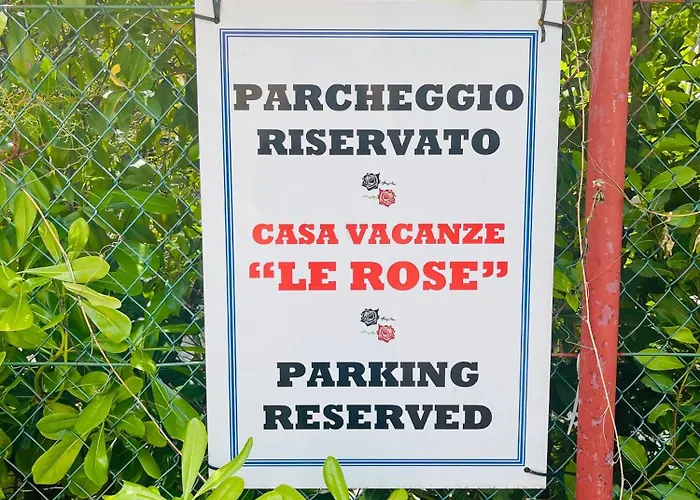 PARCHEGGIO
RISERVATO
CASA VACANZE
“LE ROSE”
PARKING
RESERVED